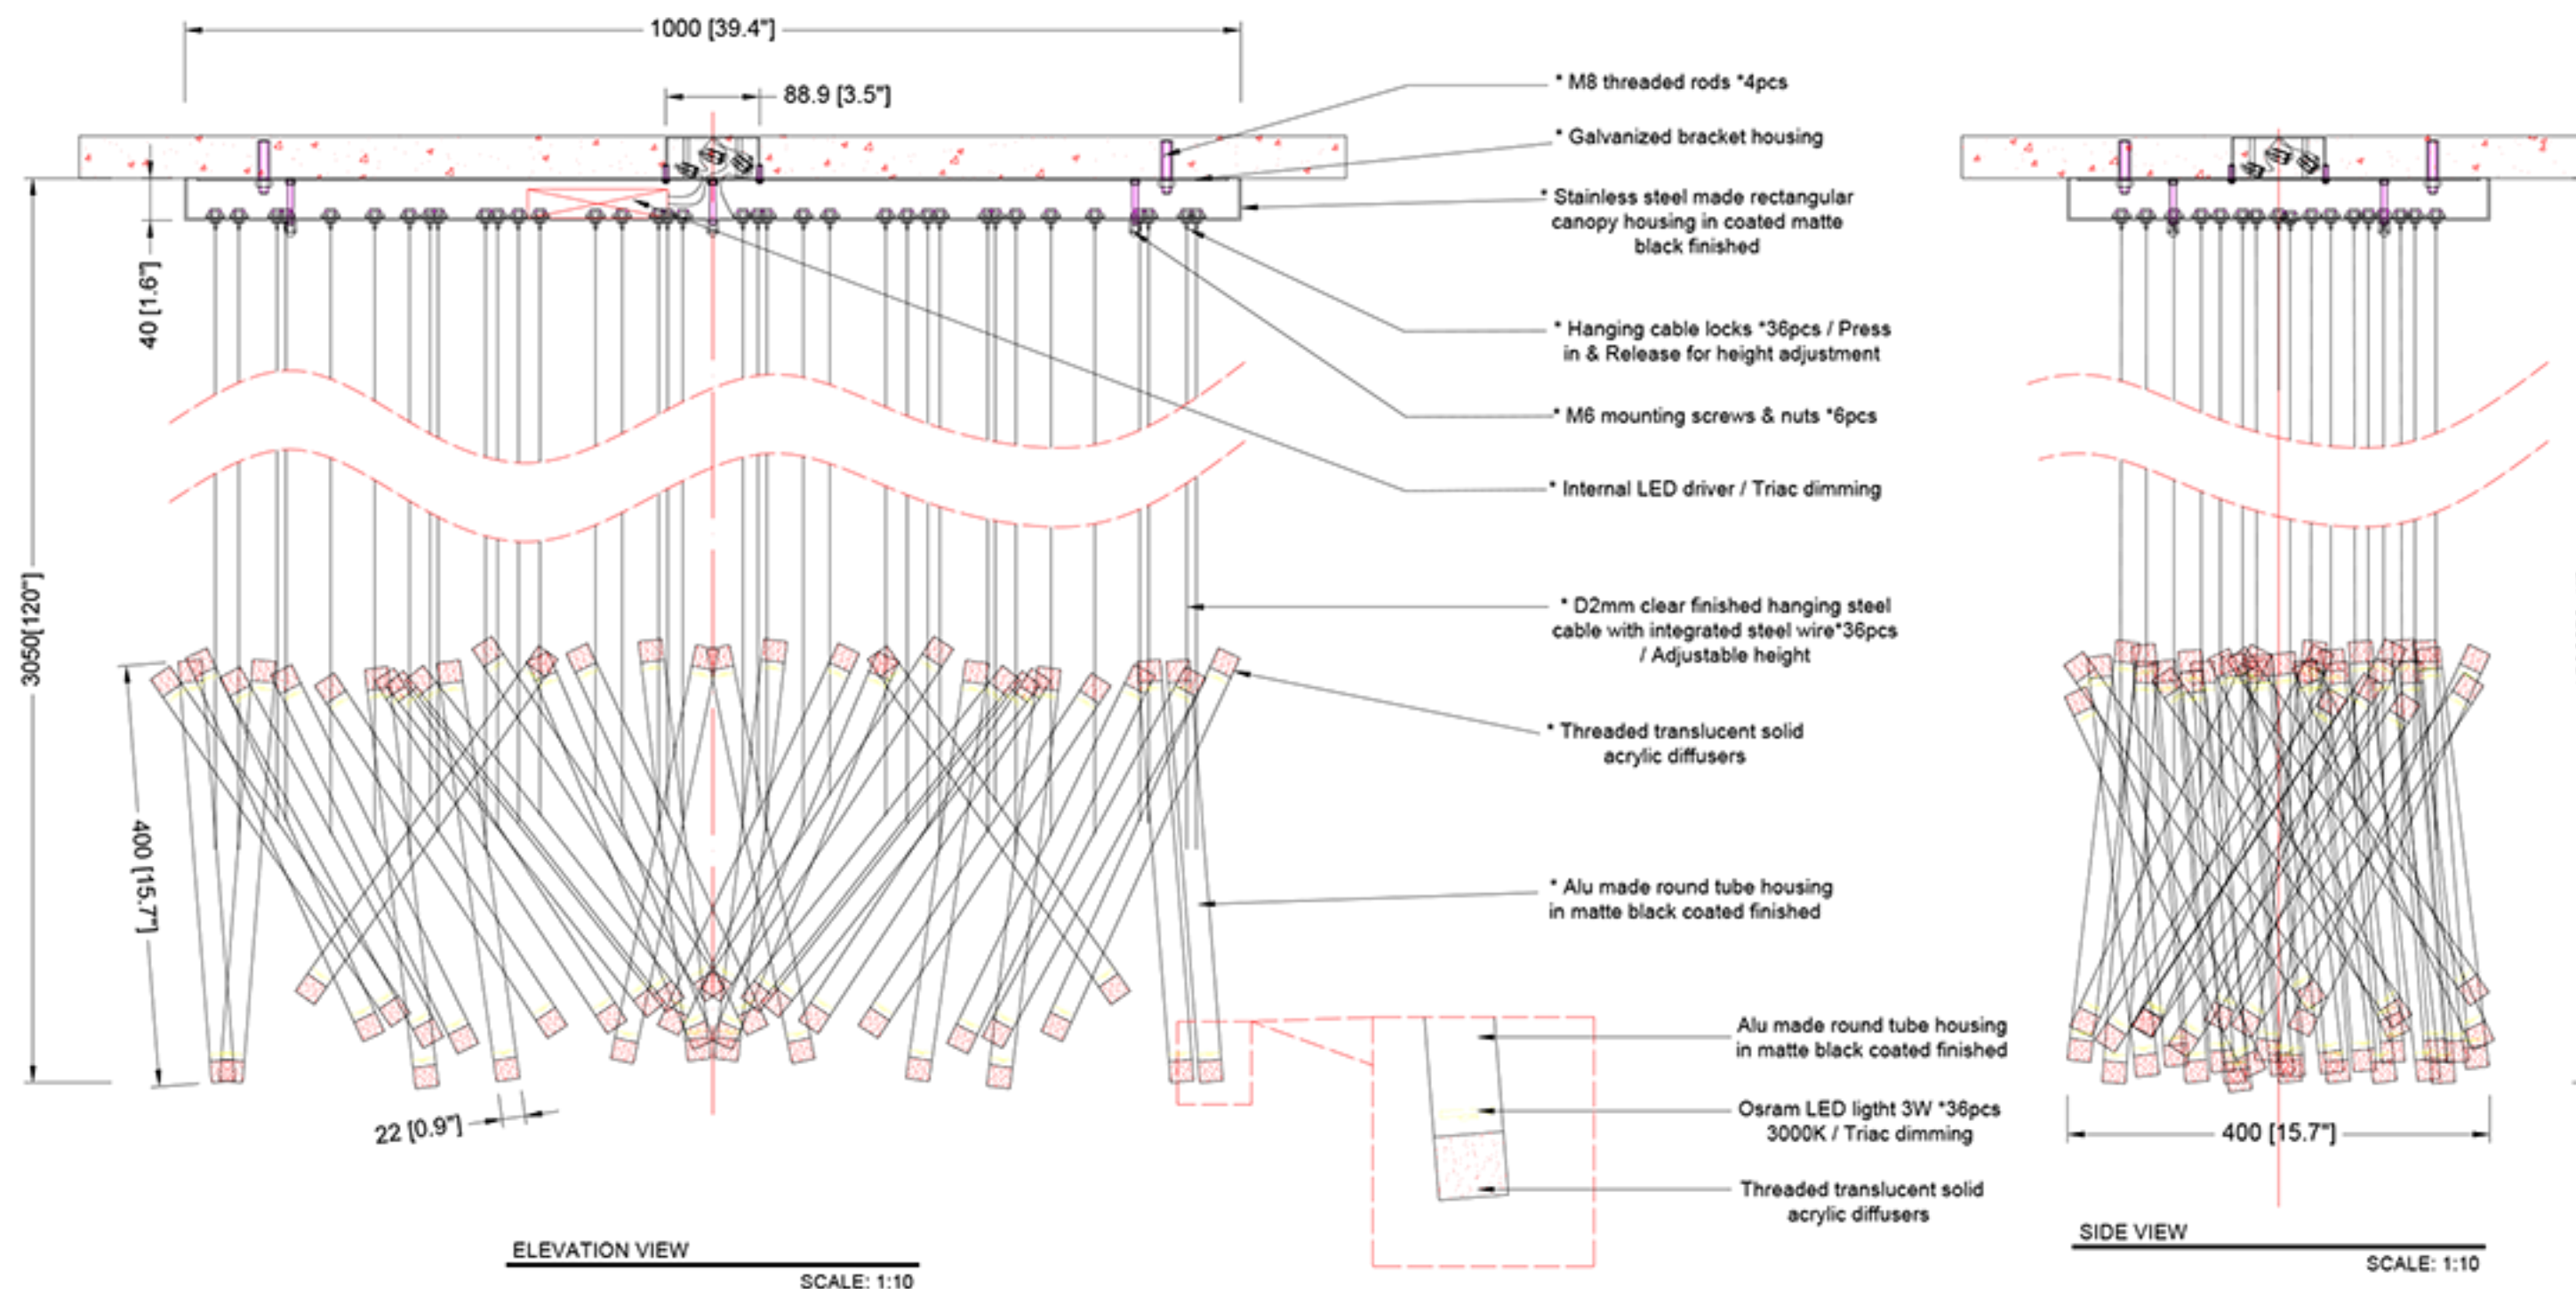 1000 [39.4"]
88.9 [3.5"]
40 [1.6"]
3050[120"]
400 [15.7"]
22 [0.9"]
* M8 threaded rods *4pcs
* Galvanized bracket housing
* Stainless steel made rectangular
canopy housing in coated matte
black finished
* Hanging cable locks *36pcs / Press
in & Release for height adjustment
* M6 mounting screws & nuts *6pcs
* Internal LED driver / Triac dimming
* D2mm clear finished hanging steel
cable with integrated steel wire*36pcs
/ Adjustable height
* Threaded translucent solid
acrylic diffusers
* Alu made round tube housing
in matte black coated finished
Alu made round tube housing
in matte black coated finished
Osram LED ligtht 3W *36pcs
3000K / Triac dimming
Threaded translucent solid
acrylic diffusers
ELEVATION VIEW
SCALE: 1:10
400 [15.7"]
SIDE VIEW
SCALE: 1:10